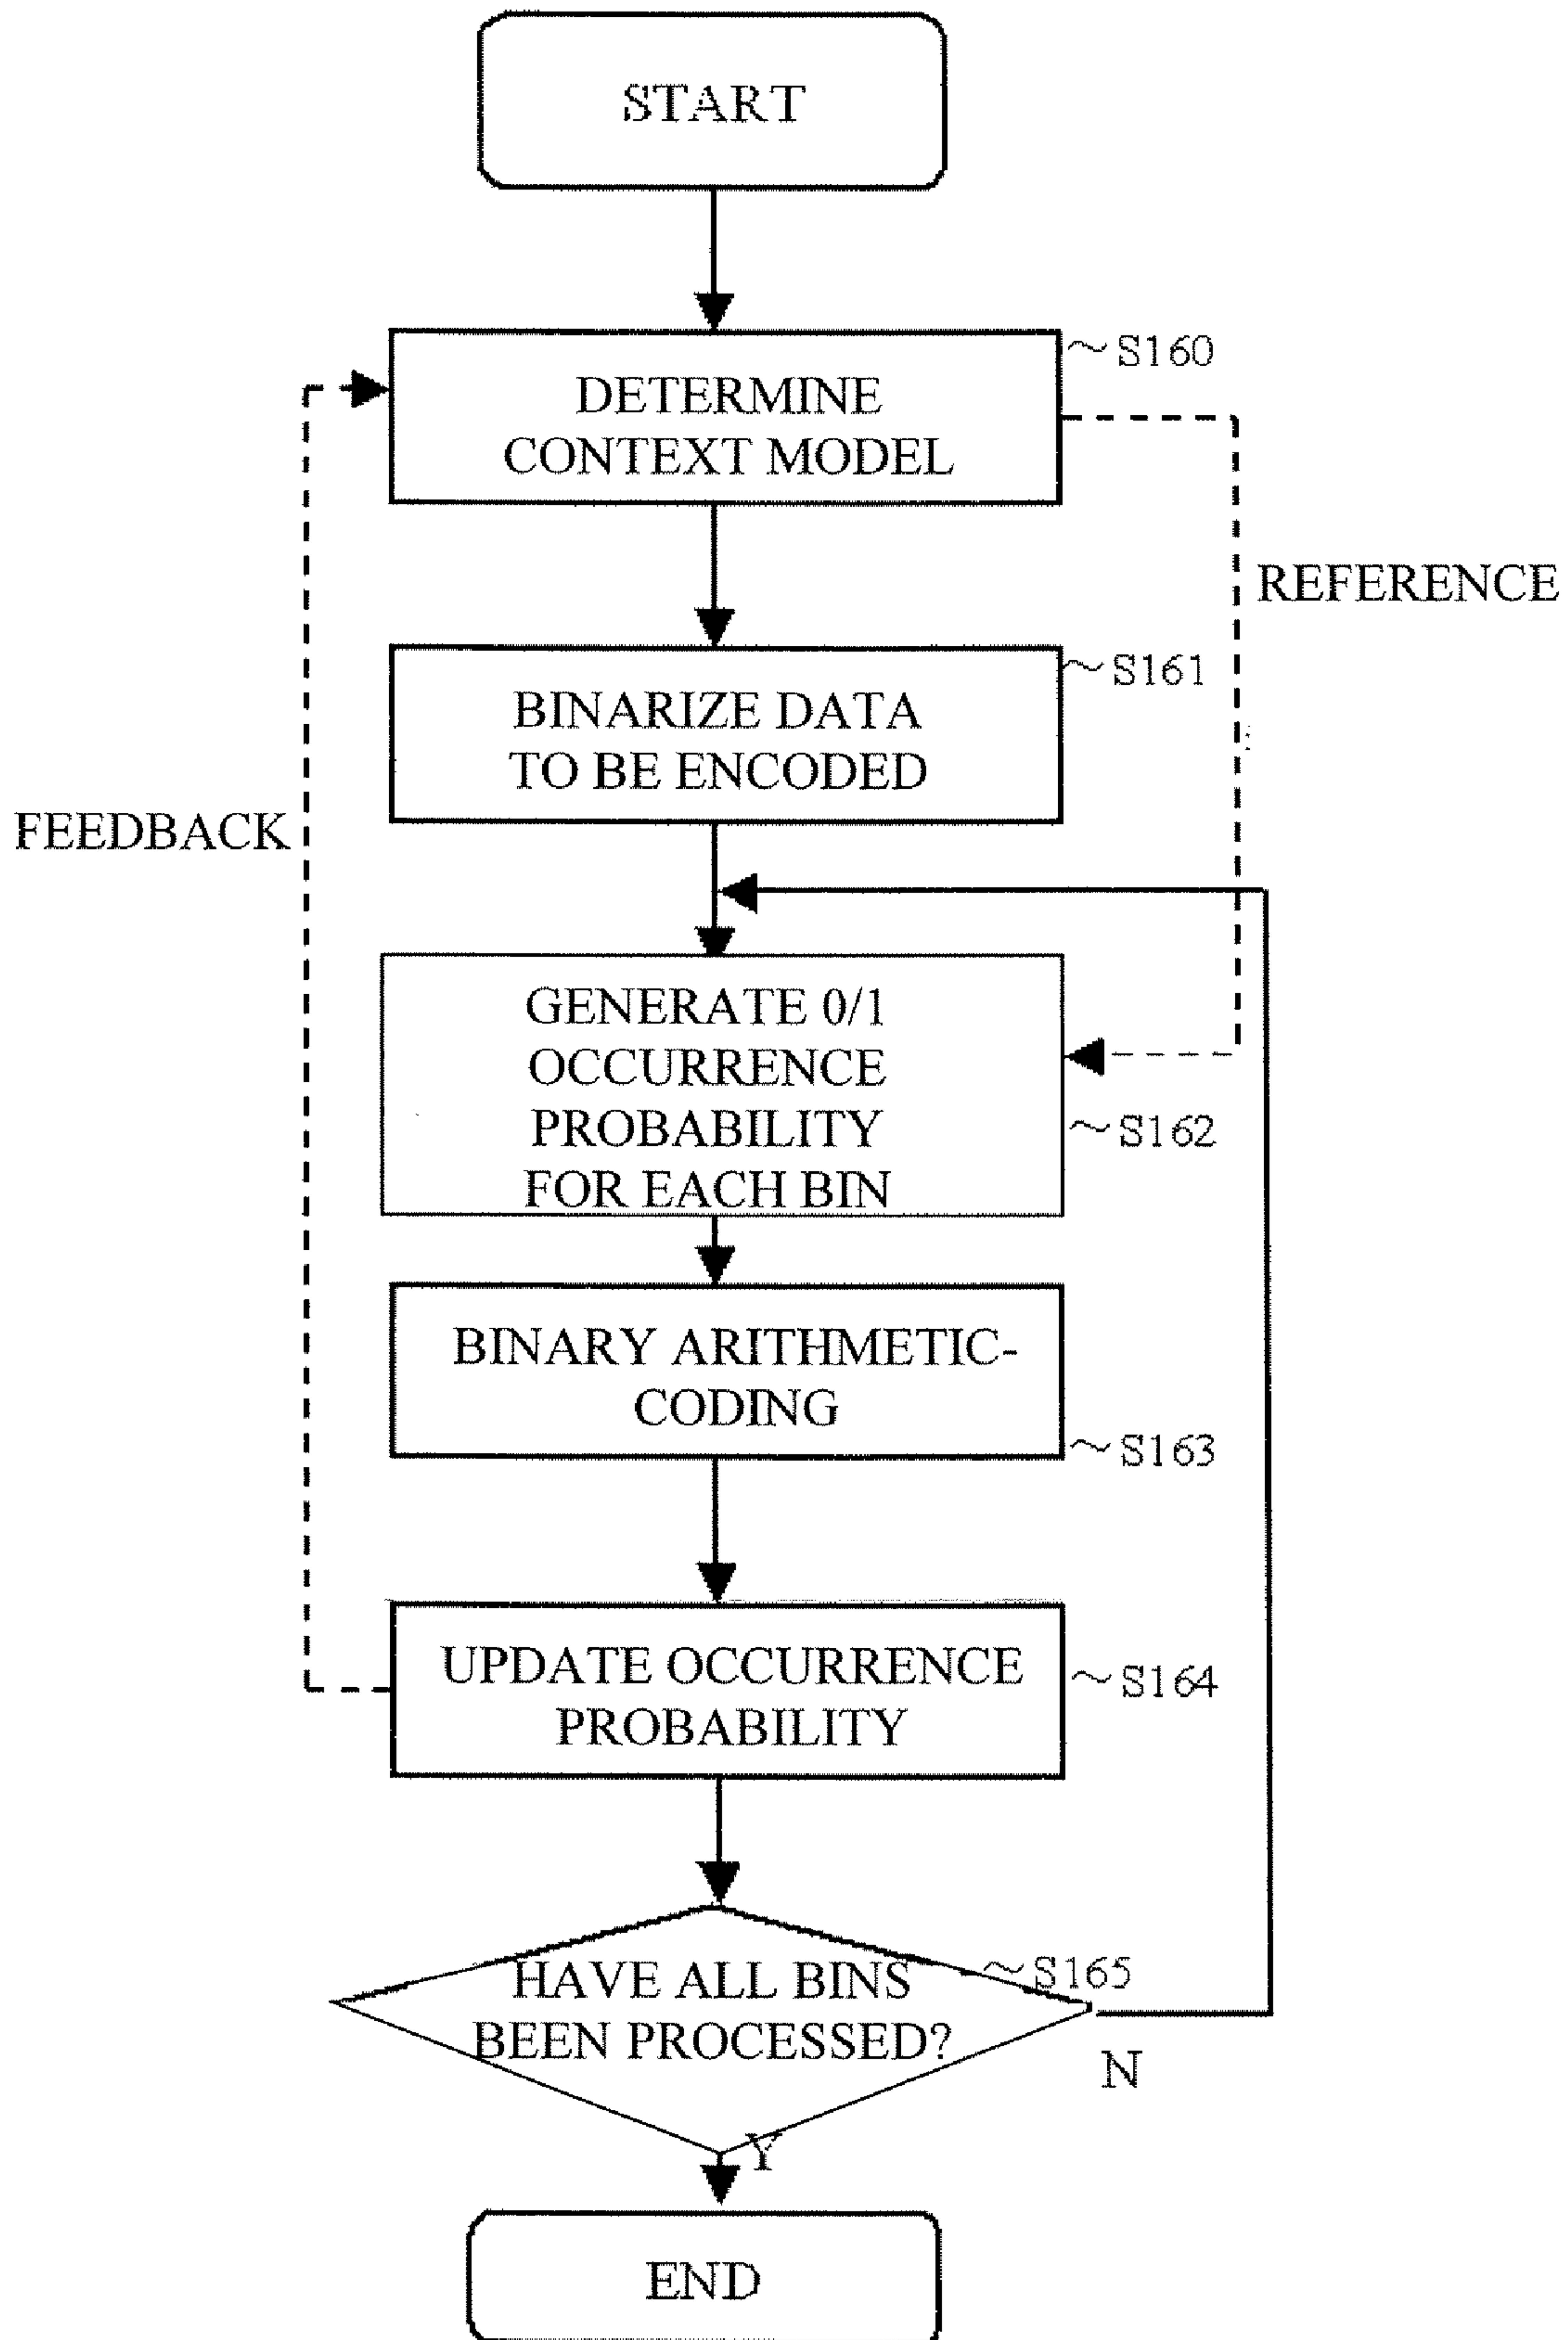 START
~S160
DETERMINE
CONTEXT MODEL
REFERENCE
~S161
BINARIZE DATA
TO BE ENCODED
FEEDBACK
GENERATE 0/1
OCCURRENCE
PROBABILITY
~S162
FOR EACH BIN
BINARY ARITHMETIC-
CODING
~S163
UPDATE OCCURRENCE
~S164
PROBABILITY
~S165
HAVE ALL BINS
BEEN PROCESSED?
N
Y
END